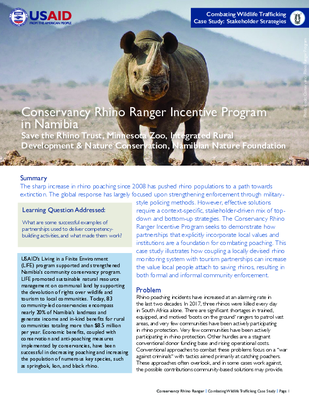 USAID
FROM THE AMERICAN PEOPLE
Combating Wildlife Trafficking
Case Study: Stakeholder Strategies
Conservancy Rhino Ranger Incentive Program
in Namibia
Save the Rhino Trust, Minnesota Zoo, Integrated Rural
Development & Nature Conservation, Namibian Nature Foundation
Summary
The sharp increase in rhino poaching since 2008 has pushed rhino populations to a path towards
extinction. The global response has largely focused upon strengthening enforcement through military-
style policing methods. However, effective solutions
require a context-specific, stakeholder-driven mix of top-
down and bottom-up strategies. The Conservancy Rhino
Ranger Incentive Program seeks to demonstrate how
partnerships that explicitly incorporate local values and
institutions are a foundation for combating poaching. This
case study illustrates how coupling a locally devised rhino
monitoring system with tourism partnerships can increase
the value local people attach to saving rhinos, resulting in
both formal and informal community enforcement.
Learning Question Addressed:
What are some successful examples of
partnerships used to deliver competency-
building activities, and what made them work?
USAID's Living in a Finite Environment
(LIFE) program supported and strengthened
Namibia's community conservancy program.
LIFE promoted sustainable natural resource
management on communal land by supporting
the devolution of rights over wildlife and
tourism to local communities. Today, 83
community-led conservancies encompass
nearly 20% of Namibia's landmass and
generate income and in-kind benefits for rural
communities totaling more than $8.5 million
per year. Economic benefits, coupled with
conservation and anti-poaching measures
implemented by conservancies, have been
successful in decreasing poaching and increasing
the population of numerous key species, such
as springbok, lion, and black rhino.
Problem
Rhino poaching incidents have increased at an alarming rate in
the last two decades. In 2017, three rhinos were killed every day
in South Africa alone. There are significant shortages in trained,
equipped, and motived 'boots on the ground' rangers to patrol vast
areas, and very few communities have been actively participating
in rhino protection. Very few communities have been actively
participating in rhino protection. Other hurdles are a stagnant
conventional donor funding base and rising operational costs.
Conventional approaches to combat these problems focus on a "war
against criminals" with tactics aimed primarily at catching poachers.
These approaches often overlook, and in some cases work against,
the possible contributions community-based solutions may provide.
Conservancy Rhino Ranger | Combating Wildlife Trafficking Case Study | Page 1